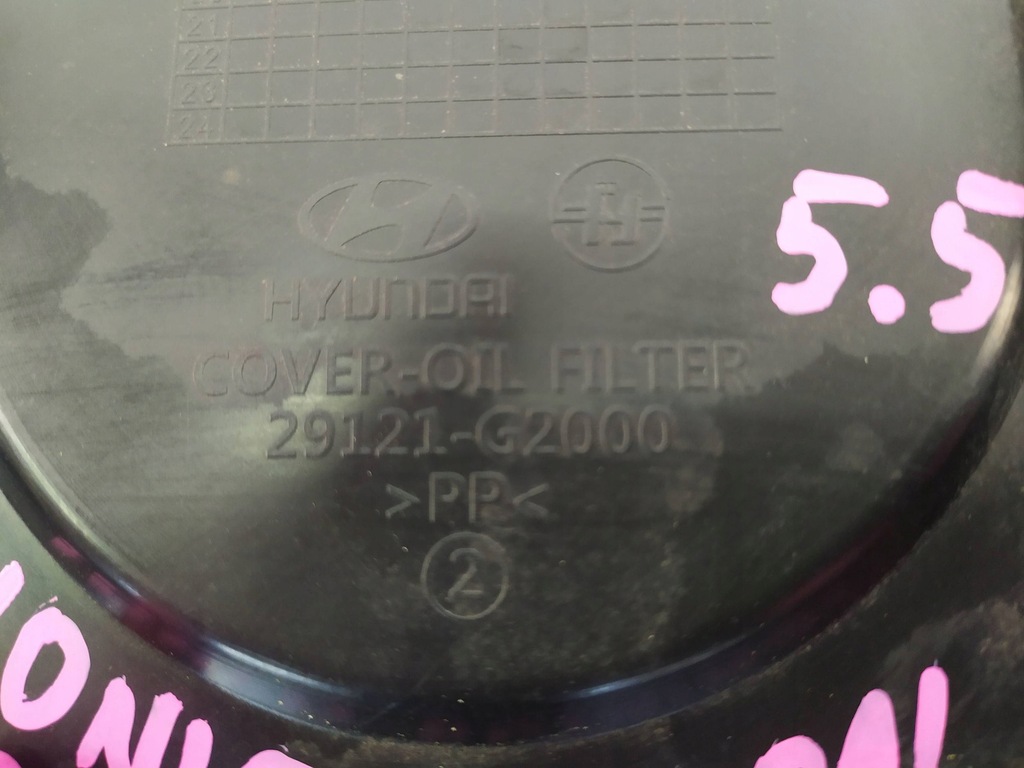 21
22
23
24
5.5
HYUNDAI
COVER-OIL FILTER
29121-G2000
>PP<
2